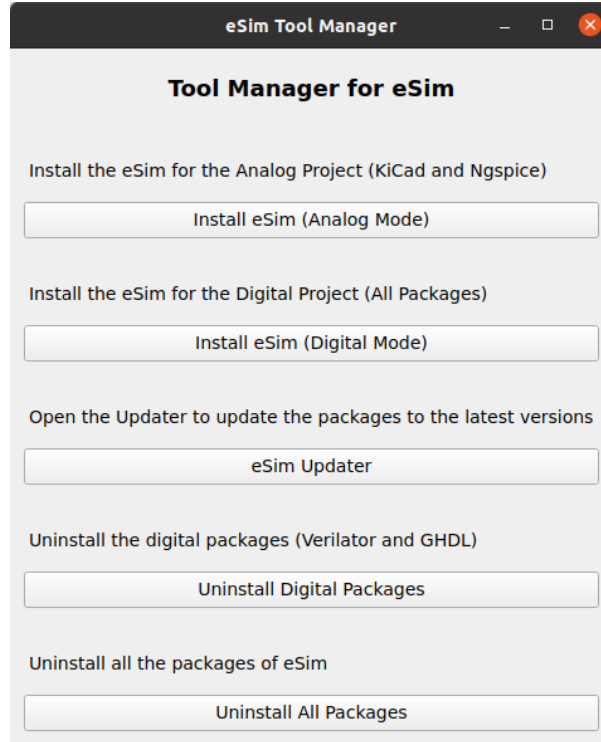 eSim Tool Manager
Tool Manager for eSim
Install the eSim for the Analog Project (KiCad and Ngspice)
Install eSim (Analog Mode)
Install the eSim for the Digital Project (All Packages)
Install eSim (Digital Mode)
Open the Updater to update the packages to the latest versions
eSim Updater
Uninstall the digital packages (Verilator and GHDL)
Uninstall Digital Packages
Uninstall all the packages of eSim
Uninstall All Packages